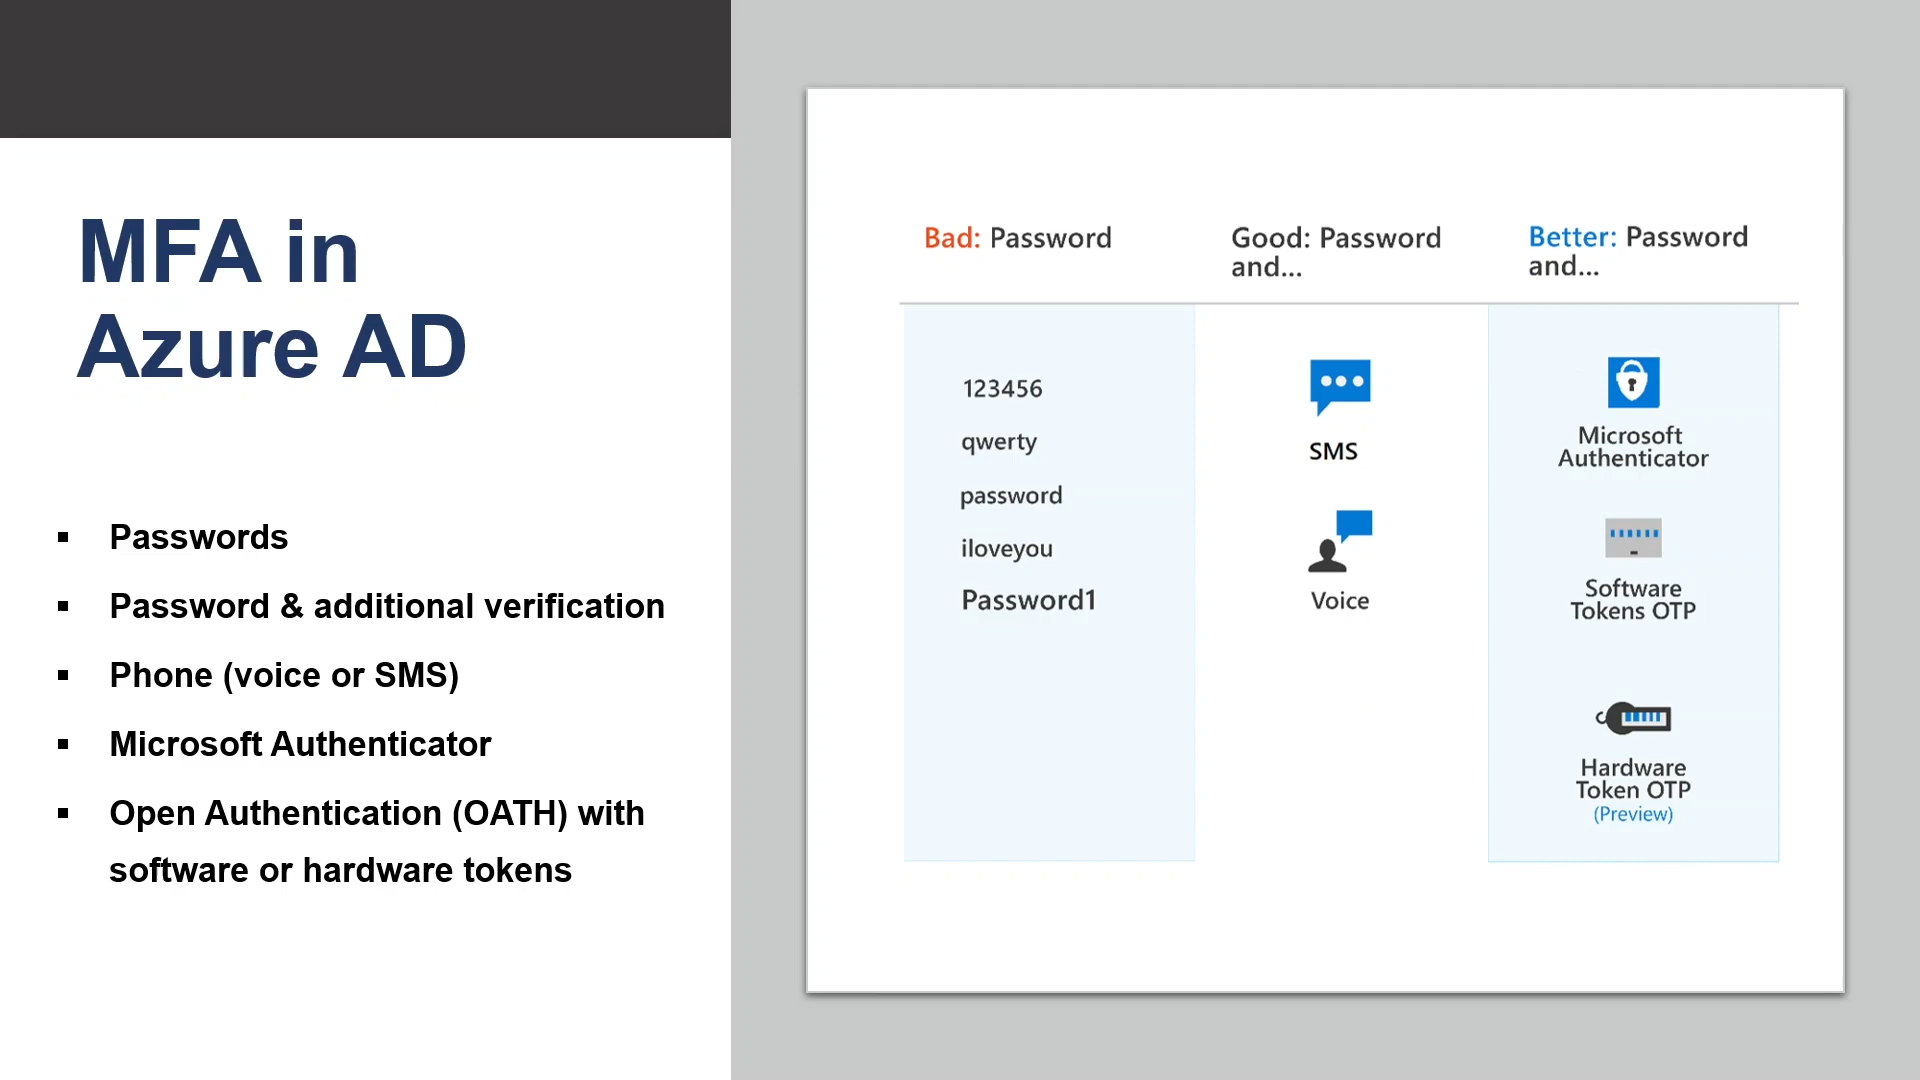 MFA in
Azure AD
▪ Passwords
▪ Password & additional verification
▪ Phone (voice or SMS)
▪ Microsoft Authenticator
▪ Open Authentication (OATH) with
software or hardware tokens
Bad: Password
123456
qwerty
password
iloveyou
Password1
Good: Password
and...
SMS
Voice
Better: Password
and...
Microsoft
Authenticator
Software
Tokens OTP
Hardware
Token OTP
(Preview)